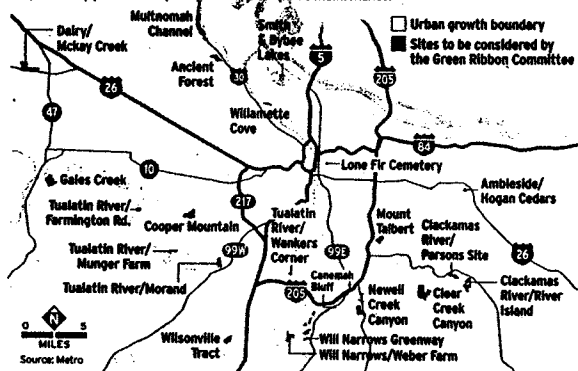 Multnomah
Channel
Smith
& Bybee
Lakes
Urban growth boundary
Sites to be considered by
the Green Ribbon Committee
Dairy/
McKay Creek
Ancient
Forest
30
5
205
26
47
Willamette
Cove
84
10
Lone Fir Cemetery
Gales Creek
Ambleside/
Hogan Cedars
Tualatin River/
Farmington Rd.
217
Cooper Mountain
Tualatin
River/
Wankers
Corner
Mount
Talbert
Clackamas
River/
Parsons Site
Tualatin River/
Munger Farm
99W
99E
26
Tualatin River/Morand
Canemah
Bluff
205
Newell
Creek
Canyon
Clear
Creek
Canyon
Clackamas
River/River
Island
N
0 5
MILES
Source: Metro
Wilsonville
Tract
Will Narrows Greenway
Will Narrows/Weber Farm